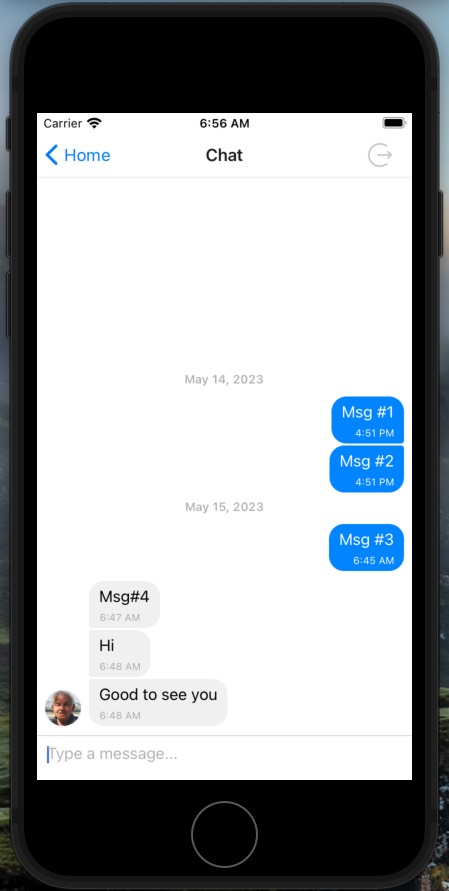 Carrier
6:56 AM
Home
Chat
May 14, 2023
Msg #1
4:51 PM
Msg #2
4:51 PM
May 15, 2023
Msg #3
6:45 AM
Msg#4
6:47 AM
Hi
6:48 AM
Good to see you
6:48 AM
Type a message...